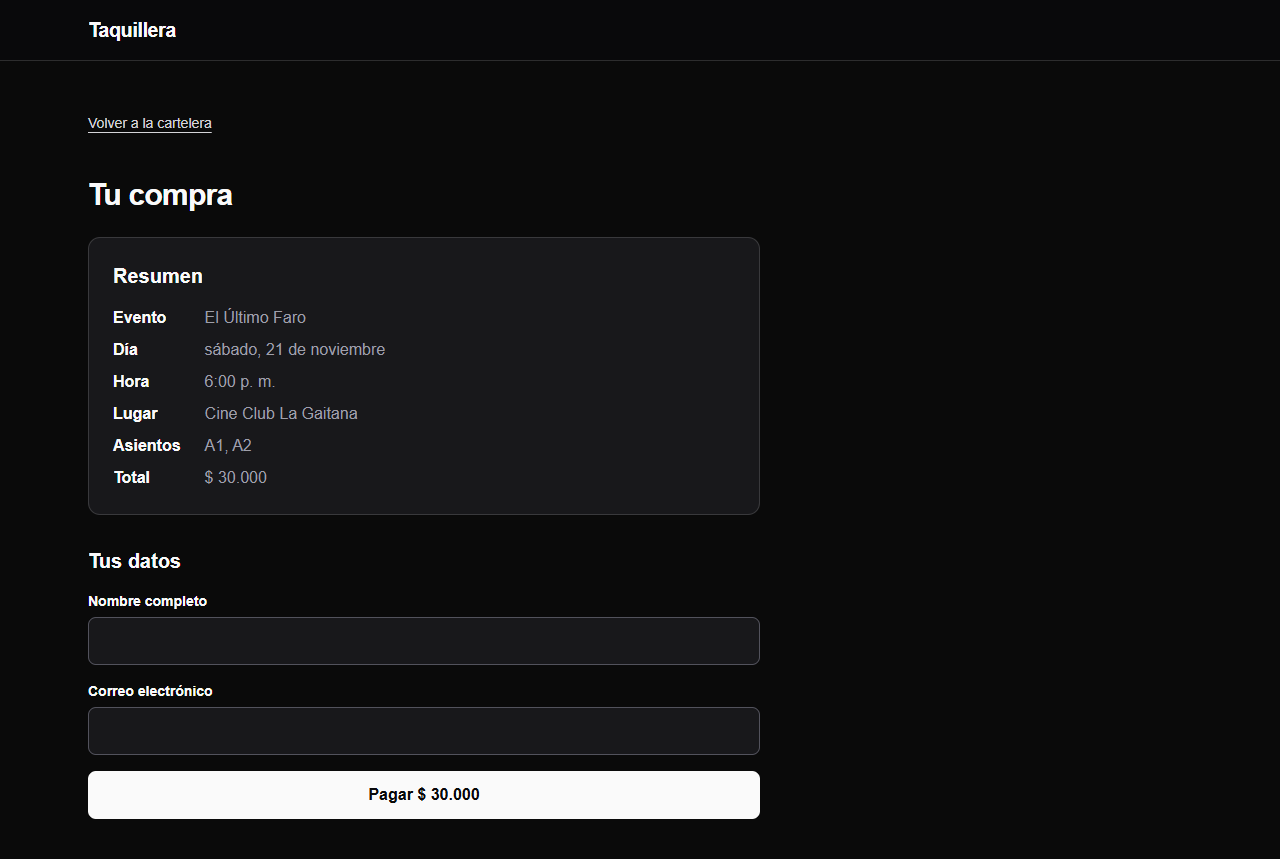 Taquillera
Volver a la cartelera
Tu compra
Resumen
Evento El Último Faro
Día sábado, 21 de noviembre
Hora 6:00 p. m.
Lugar Cine Club La Gaitana
Asientos A1, A2
Total $ 30.000
Tus datos
Nombre completo
Correo electrónico
Pagar $ 30.000